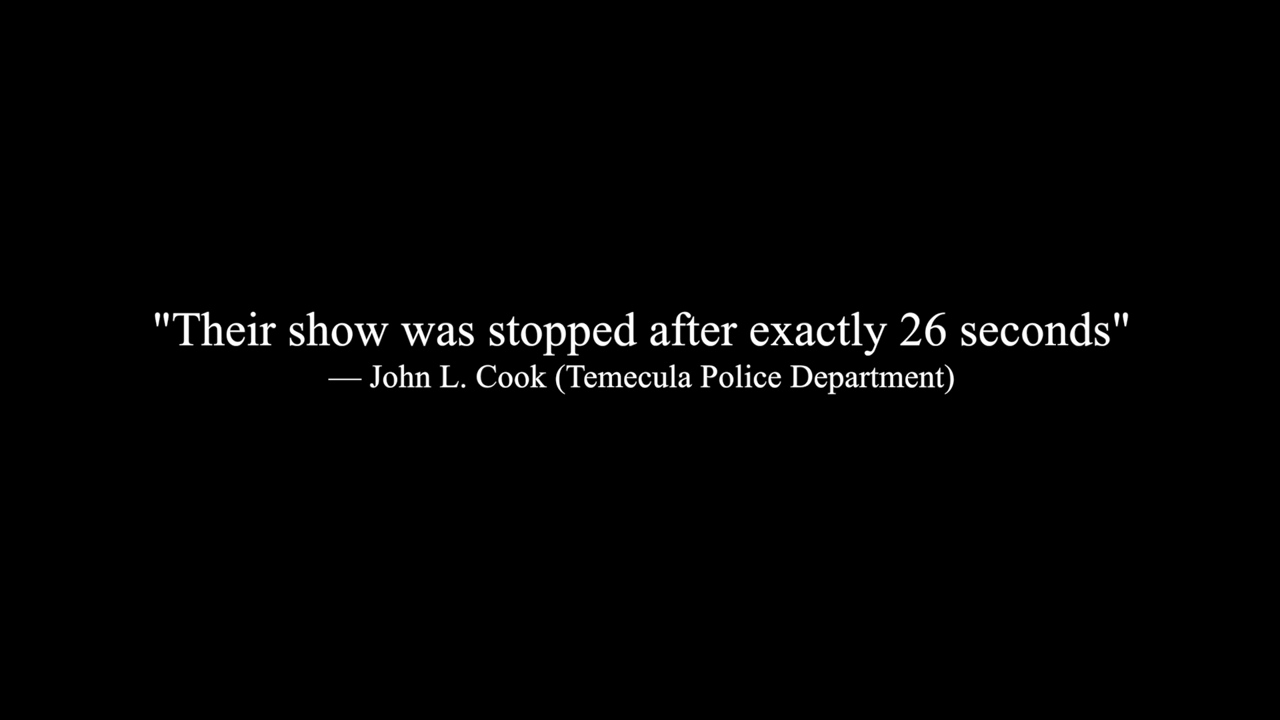 "Their show was stopped after exactly 26 seconds"
— John L. Cook (Temecula Police Department)